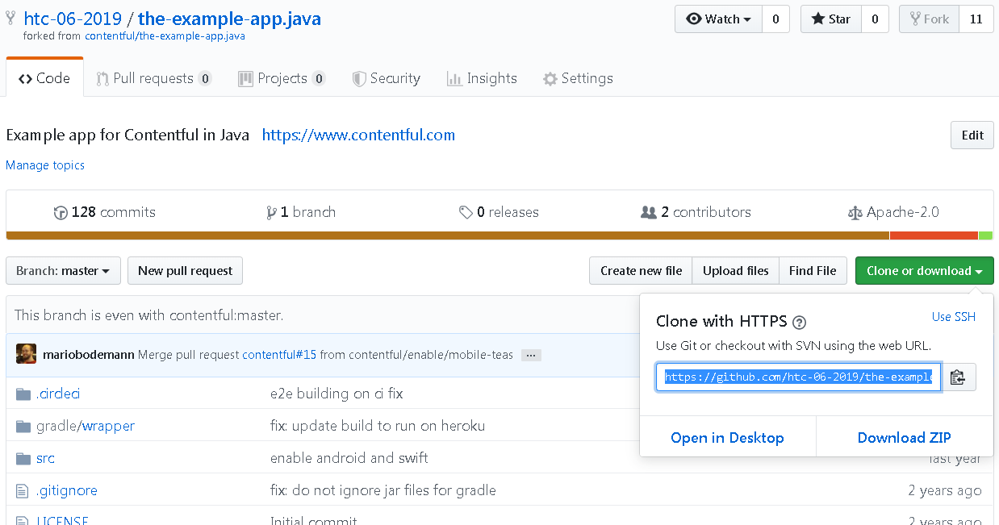 htc-06-2019 / the-example-app.java
forked from contentful/the-example-app.java
Watch 0 Star 0 Fork 11
Code Pull requests 0 Projects 0 Security Insights Settings
Example app for Contentful in Java https://www.contentful.com
Edit
Manage topics
128 commits 1 branch 0 releases 2 contributors Apache-2.0
Branch: master New pull request Create new file Upload files Find File Clone or download
This branch is even with contentful:master.
Clone with HTTPS ? Use SSH
Use Git or checkout with SVN using the web URL.
https://github.com/htc-06-2019/the-example
Open in Desktop Download ZIP
mariobodemann Merge pull request contentful#15 from contentful/enable/mobile-teas ...
.circleci e2e building on ci fix
gradle/wrapper fix: update build to run on heroku
src enable android and swift last year
.gitignore fix: do not ignore jar files for gradle 2 years ago
LICENSE Initial commit 2 years ago